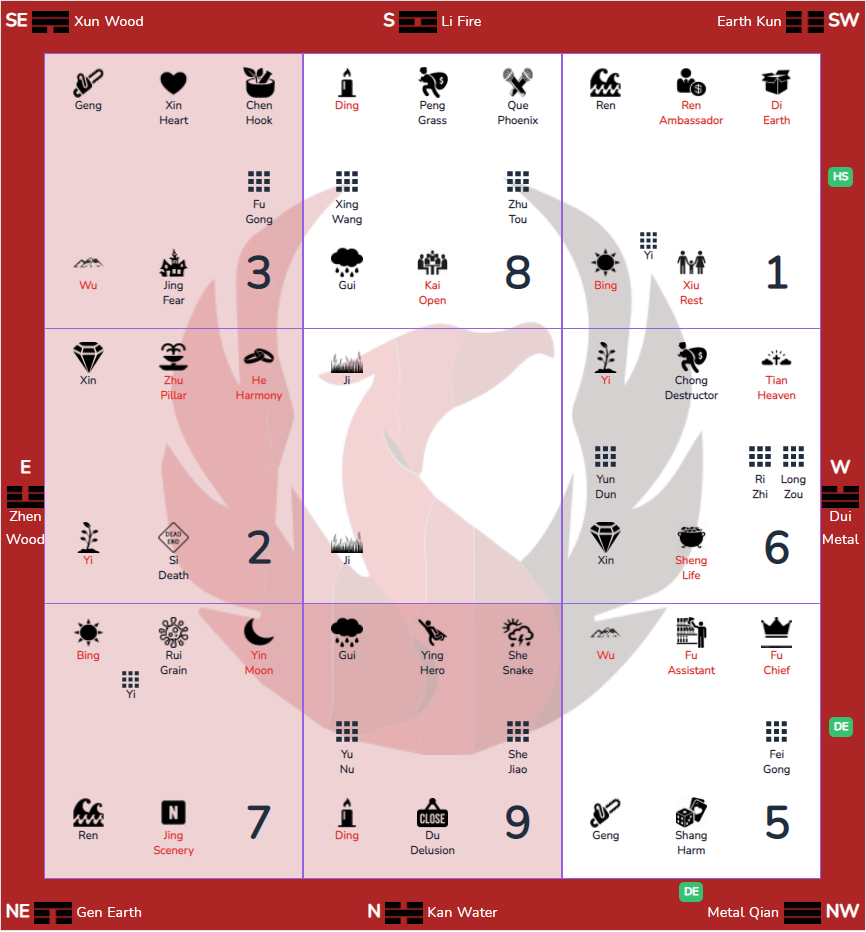 SE Xun Wood
S Li Fire
Earth Kun SW
Geng Xin Chen
Heart Hook
Fu
Gong
Wu Jing 3
Fear
Ding Peng Que
Grass Phoenix
Xing Zhu
Wang Tou
Gui Kai 8
Open
Ren Ren Di
Ambassador Earth
HS
Yi
Bing Xiu 1
Rest
E
Zhen
Wood
Xin Zhu He
Pillar Harmony
DEAD
END
Yi Si 2
Death
Ji
Ji
Yi Chong Tian
Destructor Heaven
Yun Ri Long
Dun Zhi Zou
Xin Sheng 6
Life
W
Dui
Metal
Bing Rui Yin
Grain Moon
Yi
N
Ren Jing 7
Scenery
Gui Ying She
Hero Snake
Yu She
Nu Jiao
CLOSE
Ding Du 9
Delusion
Wu Fu Fu
Assistant Chief
DE
Fei
Gong
Geng Shang 5
Harm
DE
NE Gen Earth
N Kan Water
Metal Qian NW